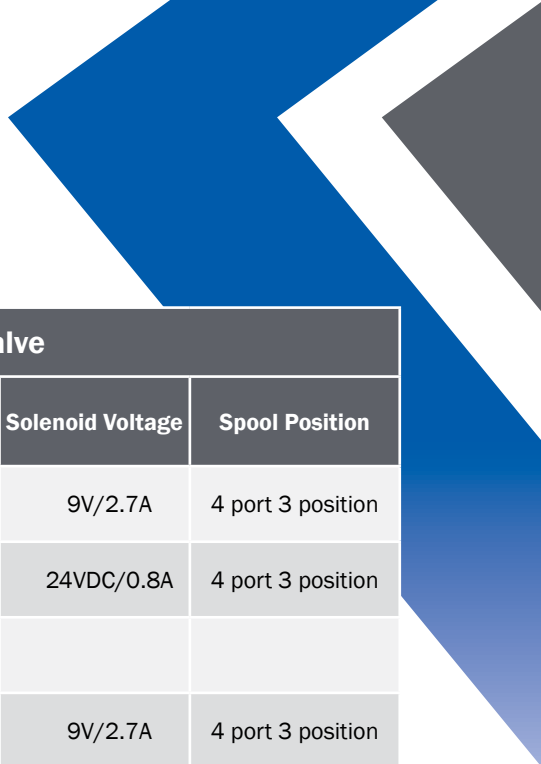 alve
Solenoid Voltage Spool Position
9V/2.7A 4 port 3 position
24VDC/0.8A 4 port 3 position
9V/2.7A 4 port 3 position